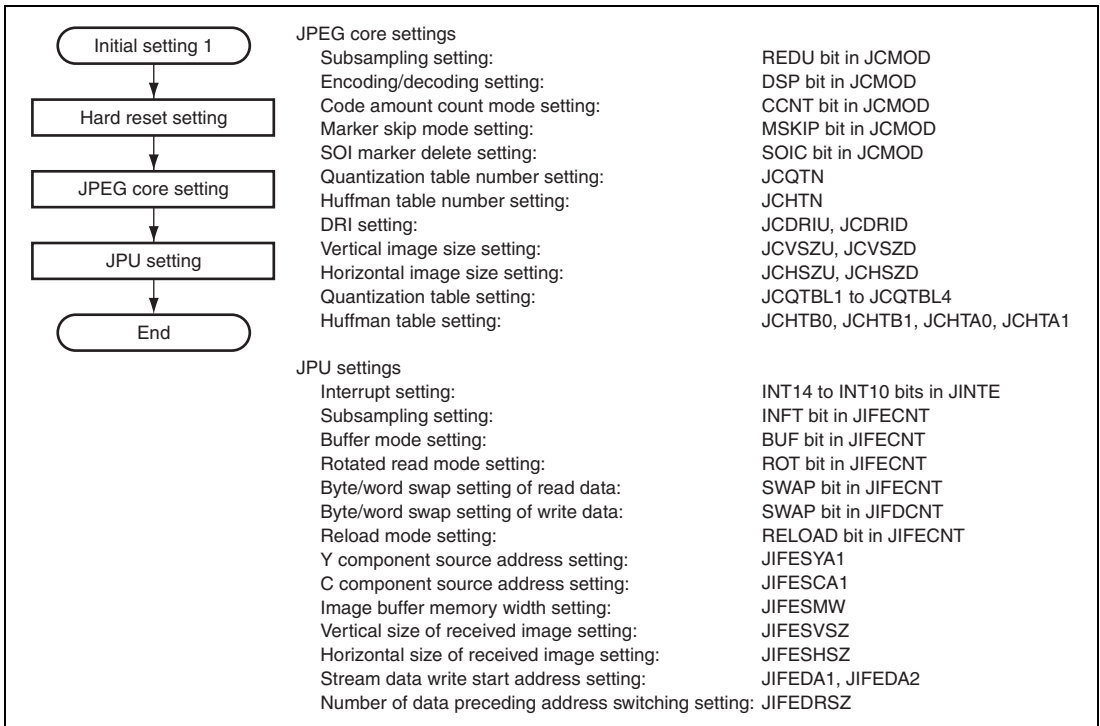 Initial setting 1
Hard reset setting
JPEG core setting
JPU setting
End
JPEG core settings
Subsampling setting: REDU bit in JCMOD
Encoding/decoding setting: DSP bit in JCMOD
Code amount count mode setting: CCNT bit in JCMOD
Marker skip mode setting: MSKIP bit in JCMOD
SOI marker delete setting: SOIC bit in JCMOD
Quantization table number setting: JCQTN
Huffman table number setting: JCHTN
DRI setting: JCDRIU, JCDRID
Vertical image size setting: JCVSZU, JCVSZD
Horizontal image size setting: JCHSZU, JCHSZD
Quantization table setting: JCQTBL1 to JCQTBL4
Huffman table setting: JCHTB0, JCHTB1, JCHTA0, JCHTA1
JPU settings
Interrupt setting: INT14 to INT10 bits in JINTE
Subsampling setting: INFT bit in JIFECNT
Buffer mode setting: BUF bit in JIFECNT
Rotated read mode setting: ROT bit in JIFECNT
Byte/word swap setting of read data: SWAP bit in JIFECNT
Byte/word swap setting of write data: SWAP bit in JIFDCNT
Reload mode setting: RELOAD bit in JIFECNT
Y component source address setting: JIFESYA1
C component source address setting: JIFESCA1
Image buffer memory width setting: JIFESMW
Vertical size of received image setting: JIFESVSZ
Horizontal size of received image setting: JIFESHSZ
Stream data write start address setting: JIFEDA1, JIFEDA2
Number of data preceding address switching setting: JIFEDRSZ